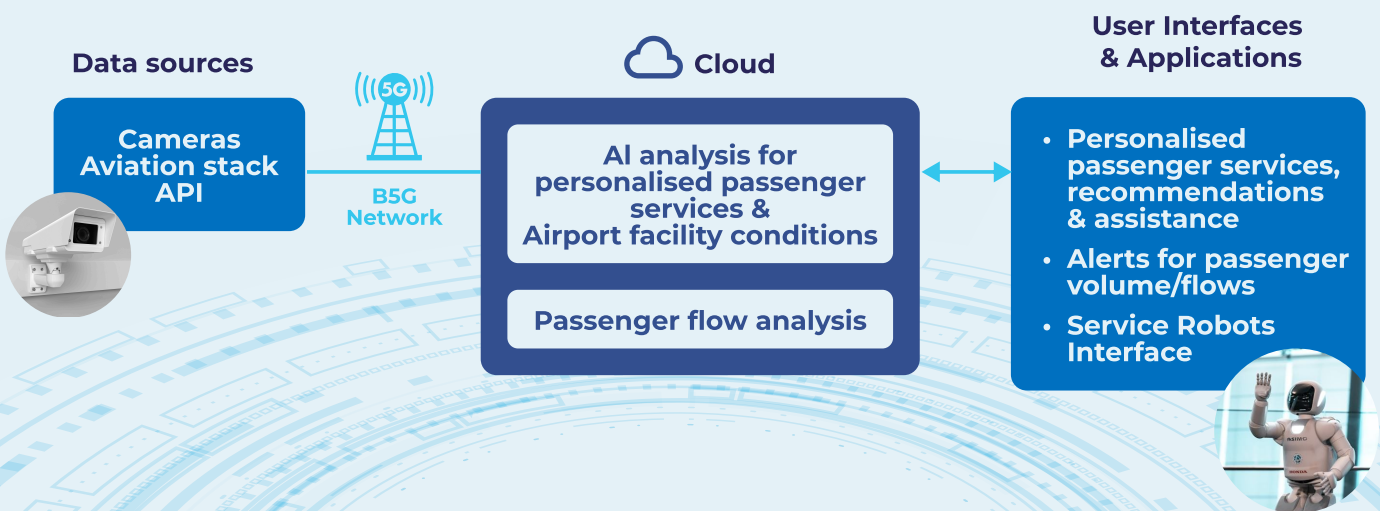 Data sources
Cameras
Aviation stack
API
5G
B5G
Network
Cloud
AI analysis for
personalised passenger
services &
Airport facility conditions
Passenger flow analysis
User Interfaces
& Applications
• Personalised
passenger services,
recommendations
& assistance
• Alerts for passenger
volume/flows
• Service Robots
Interface
HONDA